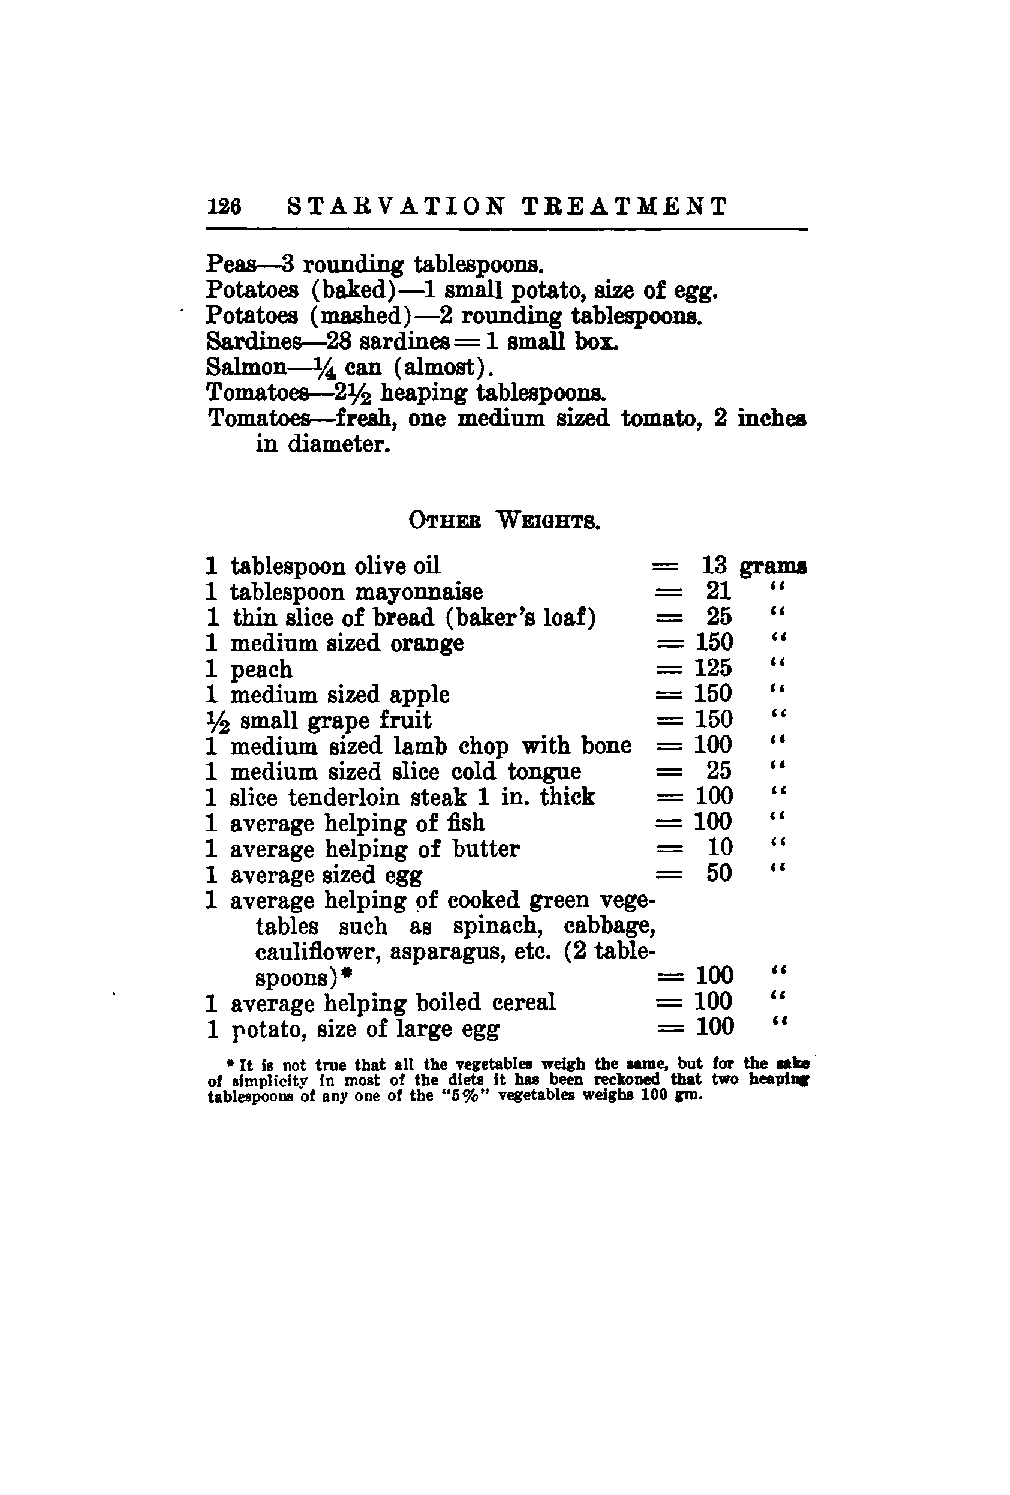 126 STARVATION TREATMENT
Peas—3 rounding tablespoons.
Potatoes (baked)—1 small potato, size of egg.
Potatoes (mashed)—2 rounding tablespoons.
Sardines—28 sardines=1 small box.
Salmon—¼ can (almost).
Tomatoes—2½ heaping tablespoons.
Tomatoes—fresh, one medium sized tomato, 2 inches
in diameter.
OTHER WEIGHTS.
1 tablespoon olive oil = 13 grams
1 tablespoon mayonnaise = 21 “
1 thin slice of bread (baker's loaf) = 25 “
1 medium sized orange = 150 “
1 peach = 125 “
1 medium sized apple = 150 “
½ small grape fruit = 150 “
1 medium sized lamb chop with bone = 100 “
1 medium sized slice cold tongue = 25 “
1 slice tenderloin steak 1 in. thick = 100 “
1 average helping of fish = 100 “
1 average helping of butter = 10 “
1 average sized egg = 50 “
1 average helping of cooked green vege-
tables such as spinach, cabbage,
cauliflower, asparagus, etc. (2 table-
spoons)* = 100 “
1 average helping boiled cereal = 100 “
1 potato, size of large egg = 100 “
* It is not true that all the vegetables weigh the same, but for the sake
of simplicity in most of the diets it has been reckoned that two heaping
tablespoons of any one of the "5%" vegetables weighs 100 gm.